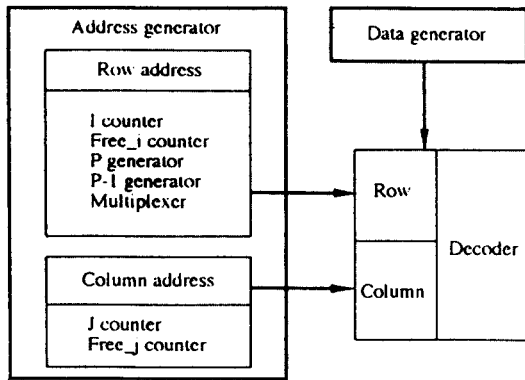 Address generator
Row address
I counter
Free_i counter
P generator
P-1 generator
Multiplexer
Column address
J counter
Free_j counter
Data generator
Row
Column
Decoder